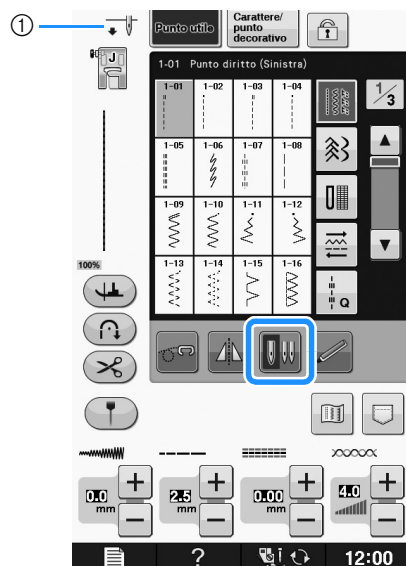 ①
Punto utile
Carattere/
punto
decorativo
J
1-01 Punto diritto (Sinistra)
1-01 1-02 1-03 1-04
1/3
1-05 1-06 1-07 1-08
1-09 1-10 1-11 1-12
1-13 1-14 1-15 1-16
Q
100%
0.0 mm + −
2.5 mm + −
0.00 mm + −
4.0 + −
? 12:00